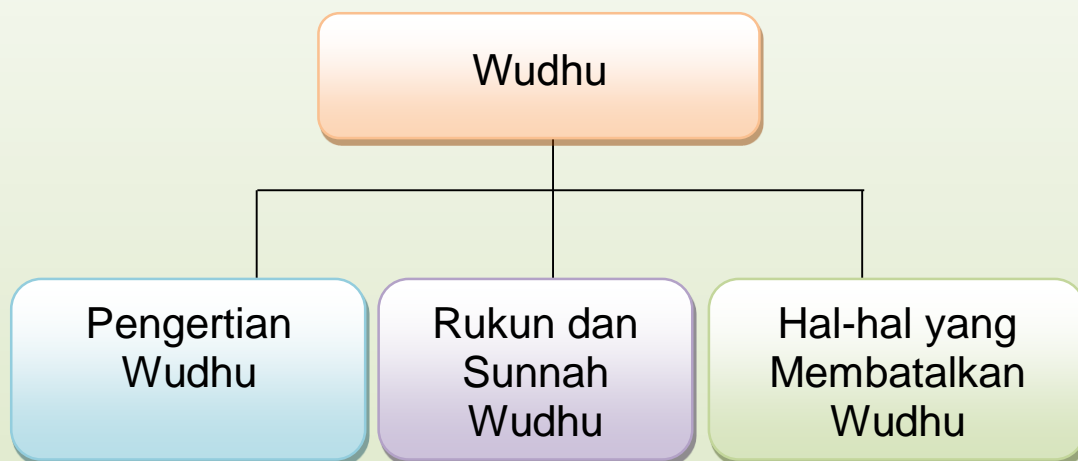 Wudhu
Pengertian
Wudhu
Rukun dan
Sunnah
Wudhu
Hal-hal yang
Membatalkan
Wudhu